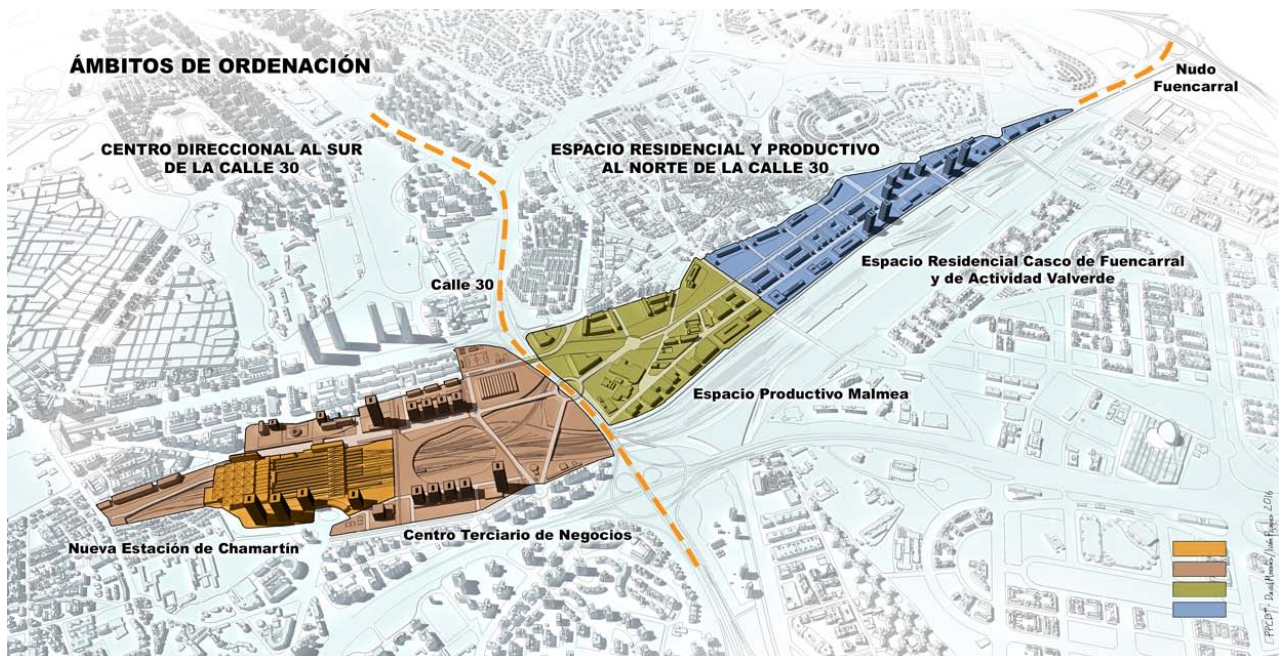 ÁMBITOS DE ORDENACIÓN
Nudo
Fuencarral
CENTRO DIRECCIONAL AL SUR
DE LA CALLE 30
ESPACIO RESIDENCIAL Y PRODUCTIVO
AL NORTE DE LA CALLE 30
Espacio Residencial Casco de Fuencarral
y de Actividad Valverde
Calle 30
Espacio Productivo Malmea
Centro Terciario de Negocios
Nueva Estación de Chamartín
2016